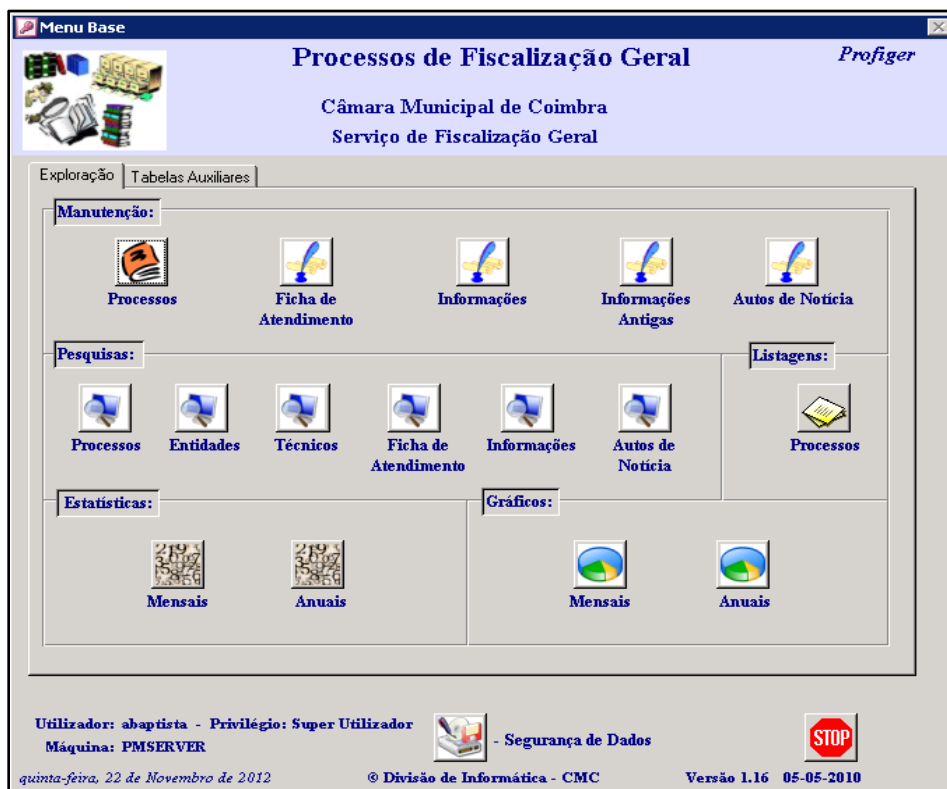 Menu Base
Processos de Fiscalização Geral
Profiger
Câmara Municipal de Coimbra
Serviço de Fiscalização Geral
Exploração
Tabelas Auxiliares
Manutenção:
Processos
Ficha de
Atendimento
Informações
Informações
Antigas
Autos de Notícia
Pesquisas:
Processos
Entidades
Técnicos
Ficha de
Atendimento
Informações
Autos de
Notícia
Listagens:
Processos
Estatísticas:
Mensais
Anuais
Gráficos:
Mensais
Anuais
Utilizador: abaptista - Privilégio: Super Utilizador
Máquina: PMSERVER
- Segurança de Dados
STOP
quinta-feira, 22 de Novembro de 2012
© Divisão de Informática - CMC
Versão 1.16 05-05-2010